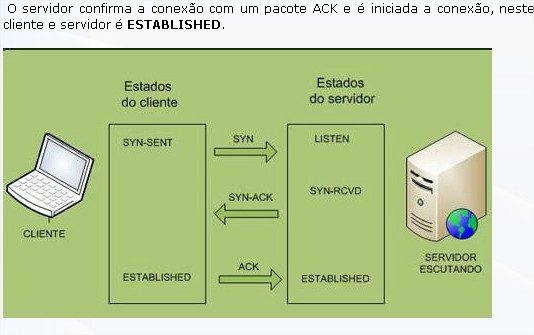 O servidor confirma a conexão com um pacote ACK e é iniciada a conexão, neste
cliente e servidor é ESTABLISHED.
Estados
do cliente
Estados
do servidor
SYN-SENT
SYN
LISTEN
SYN-ACK
SYN-RCVD
CLIENTE
SERVIDOR
ESCUTANDO
ESTABLISHED
ACK
ESTABLISHED